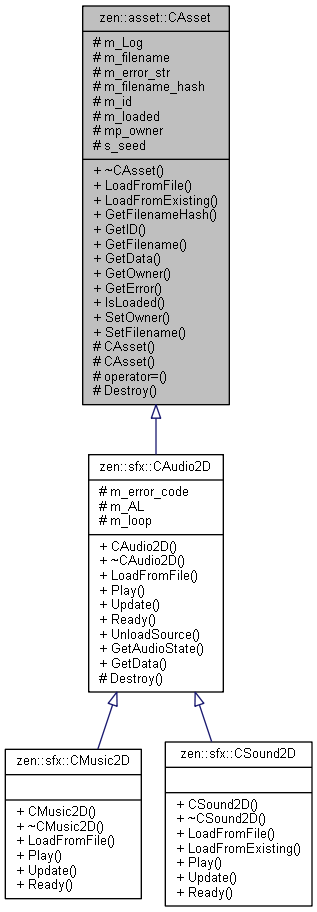 zen::asset::CAsset
# m_Log
# m_filename
# m_error_str
# m_filename_hash
# m_id
# m_loaded
# mp_owner
# s_seed
+ ~CAsset()
+ LoadFromFile()
+ LoadFromExisting()
+ GetFilenameHash()
+ GetID()
+ GetFilename()
+ GetData()
+ GetOwner()
+ GetError()
+ IsLoaded()
+ SetOwner()
+ SetFilename()
# CAsset()
# CAsset()
# operator=()
# Destroy()
zen::sfx::CAudio2D
# m_error_code
# m_AL
# m_loop
+ CAudio2D()
+ ~CAudio2D()
+ LoadFromFile()
+ Play()
+ Update()
+ Ready()
+ UnloadSource()
+ GetAudioState()
+ GetData()
# Destroy()
zen::sfx::CMusic2D
+ CMusic2D()
+ ~CMusic2D()
+ LoadFromFile()
+ Play()
+ Update()
+ Ready()
zen::sfx::CSound2D
+ CSound2D()
+ ~CSound2D()
+ LoadFromFile()
+ LoadFromExisting()
+ Play()
+ Update()
+ Ready()